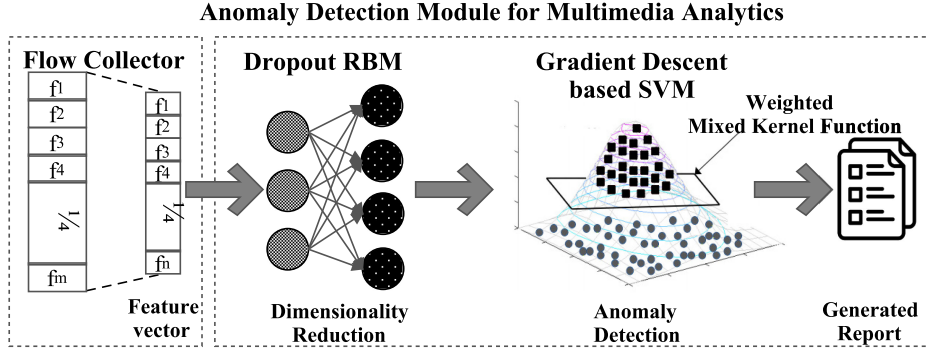 Anomaly Detection Module for Multimedia Analytics
Flow Collector
f1
f2
f3
f4
1/4
fm
f1
f2
f3
f4
1/4
fn
Feature
vector
Dropout RBM
Dimensionality
Reduction
Gradient Descent
based SVM
Weighted
Mixed Kernel Function
Anomaly
Detection
Generated
Report